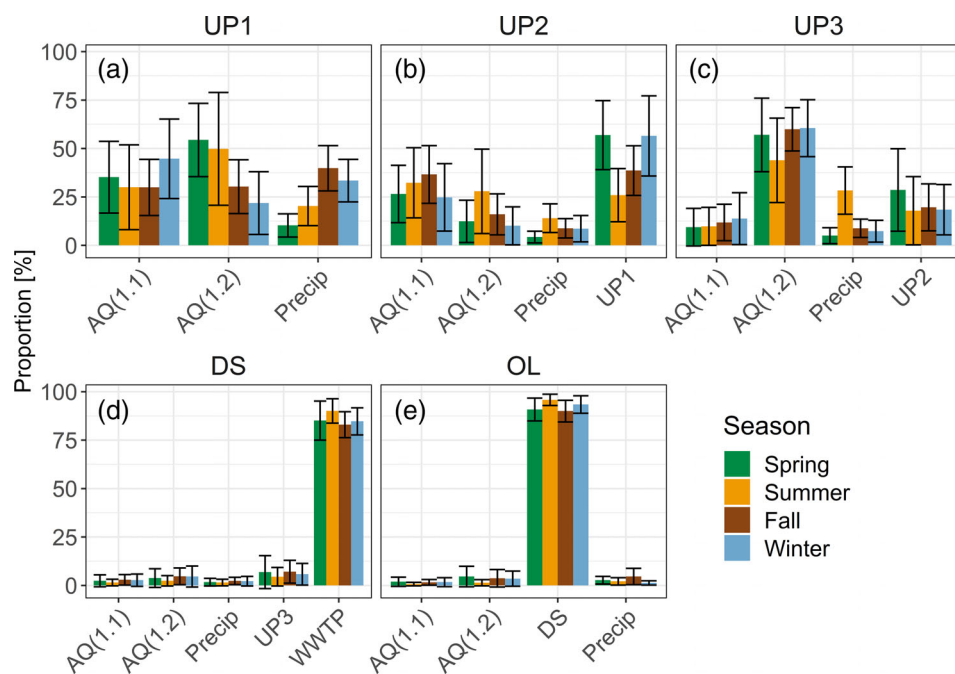 UP1
UP2
UP3
(a)
(b)
(c)
100
75
50
25
0
AQ(1.1)
AQ(1.2)
Precip
AQ(1.1)
AQ(1.2)
Precip
UP1
AQ(1.1)
AQ(1.2)
Precip
UP2
Proportion [%]
DS
OL
(d)
(e)
100
75
50
25
0
AQ(1.1)
AQ(1.2)
Precip
UP3
WWTP
AQ(1.1)
AQ(1.2)
DS
Precip
Season
Spring
Summer
Fall
Winter